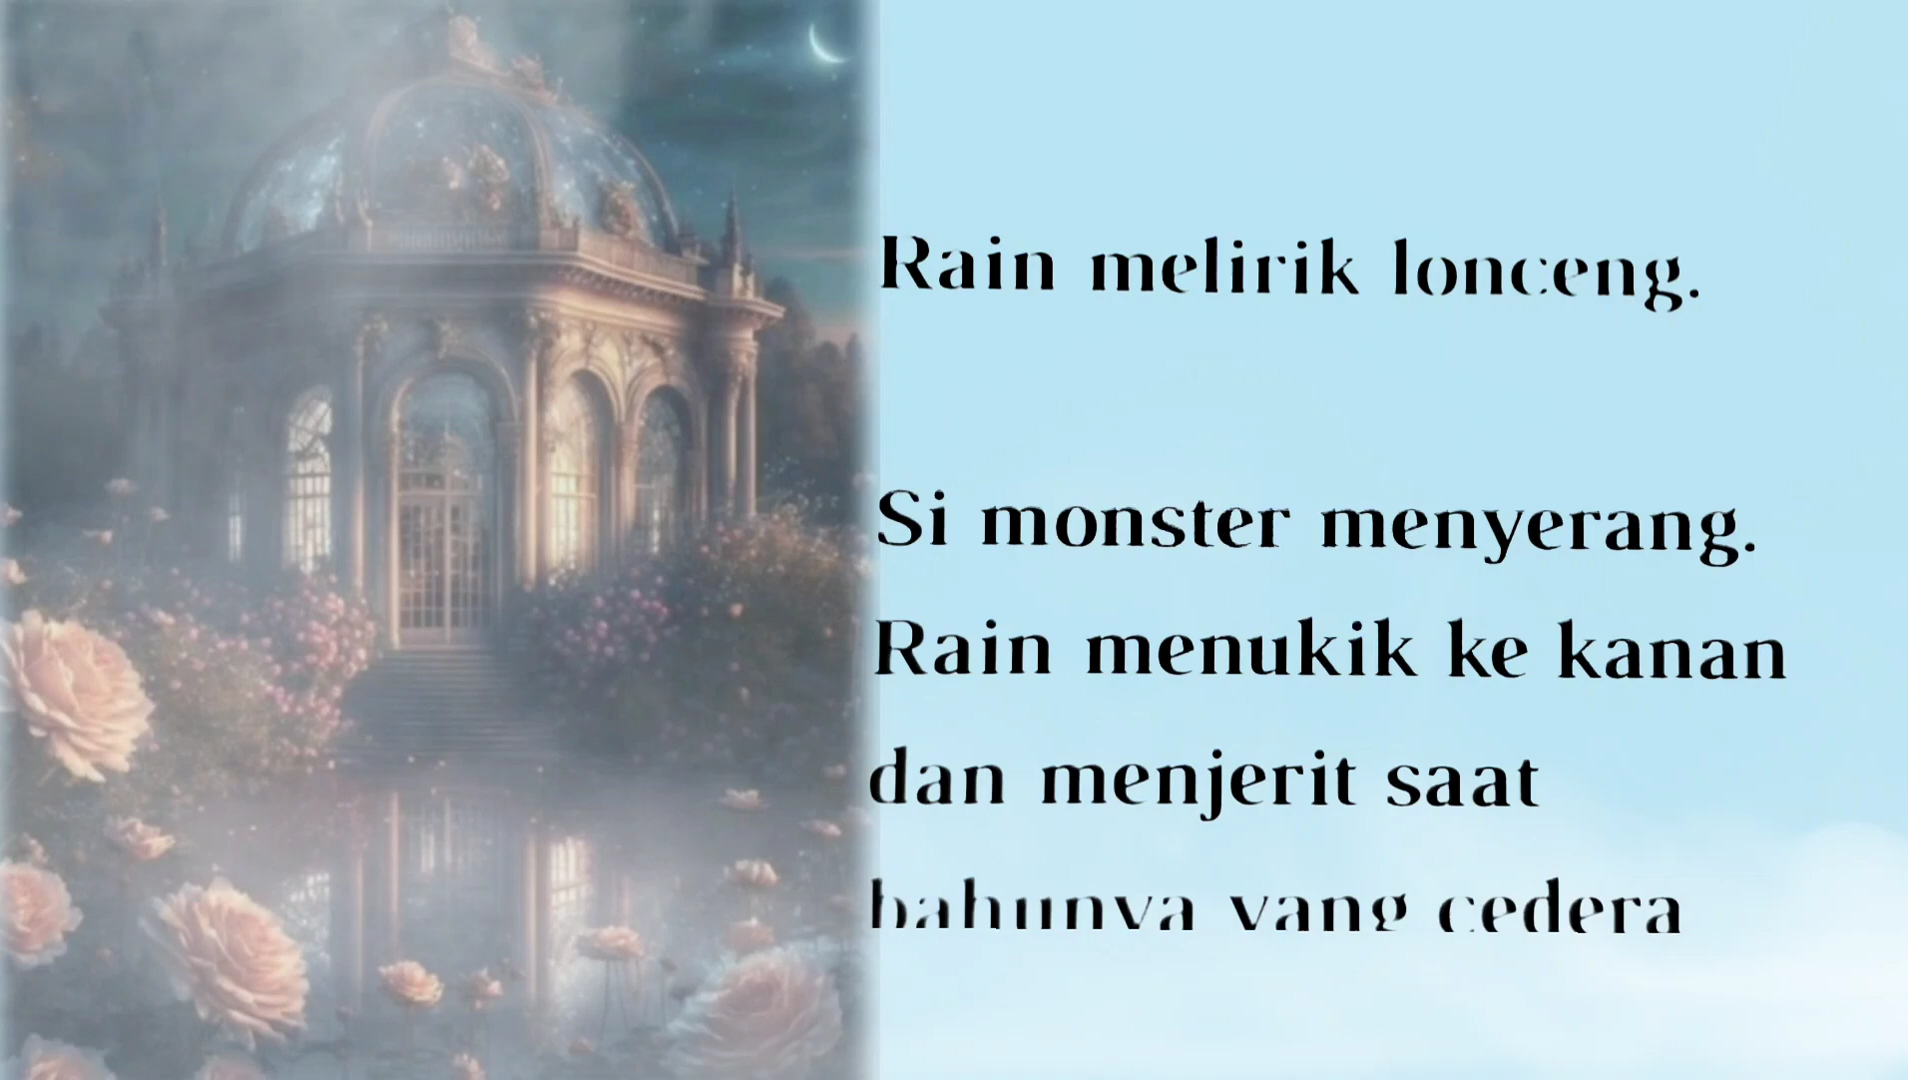 Rain melirik lonceng.
Si monster menyerang.
Rain menukik ke kanan
dan menjerit saat
bahunya yang cedera